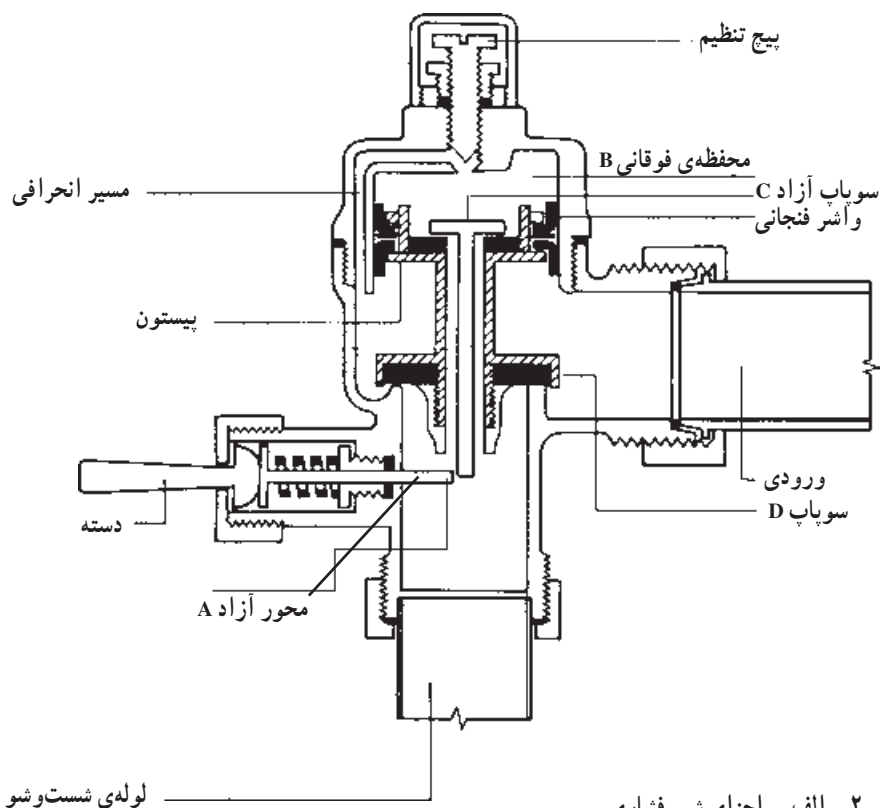 پیچ تنظیم
محفظه‌ی فوقانی B
سوپاپ آزاد C
واشر فنجانی
مسیر انحرافی
پیستون
ورودی
سوپاپ D
دسته
محور آزاد A
لوله‌ی شست‌وشو